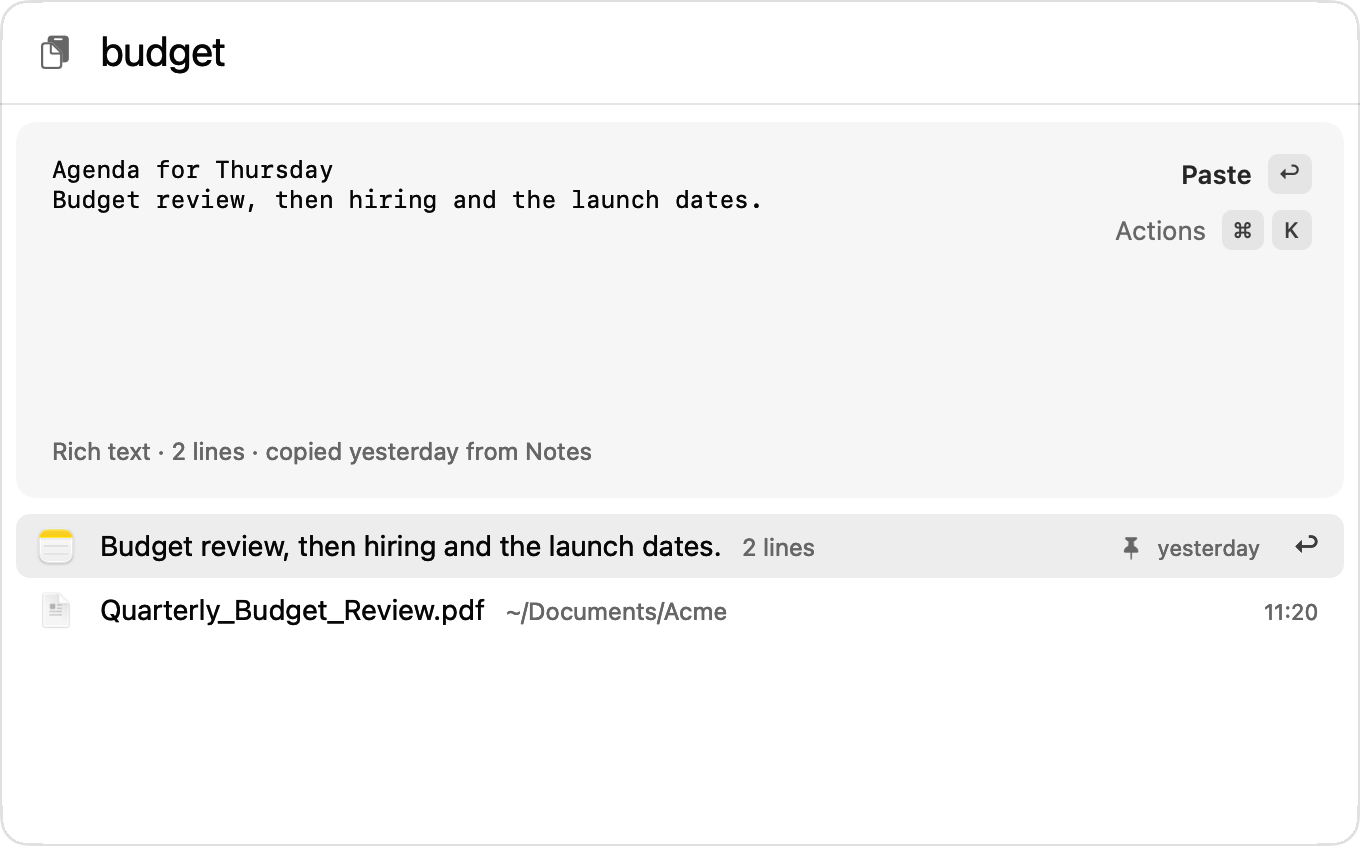 budget
Agenda for Thursday
Budget review, then hiring and the launch dates.
Paste ↩
Actions ⌘ K
Rich text · 2 lines · copied yesterday from Notes
Budget review, then hiring and the launch dates. 2 lines yesterday ↩
Quarterly_Budget_Review.pdf ~/Documents/Acme 11:20